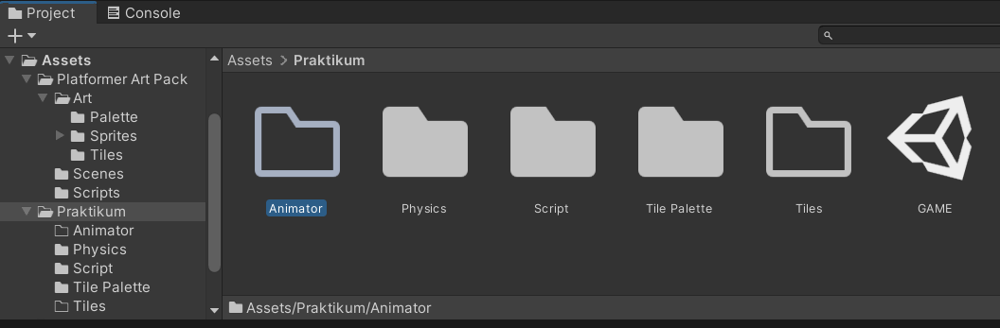 Project
Console
Assets
Platformer Art Pack
Art
Palette
Sprites
Tiles
Scenes
Scripts
Praktikum
Animator
Physics
Script
Tile Palette
Tiles
Assets > Praktikum
Animator
Physics
Script
Tile Palette
Tiles
GAME
Assets/Praktikum/Animator